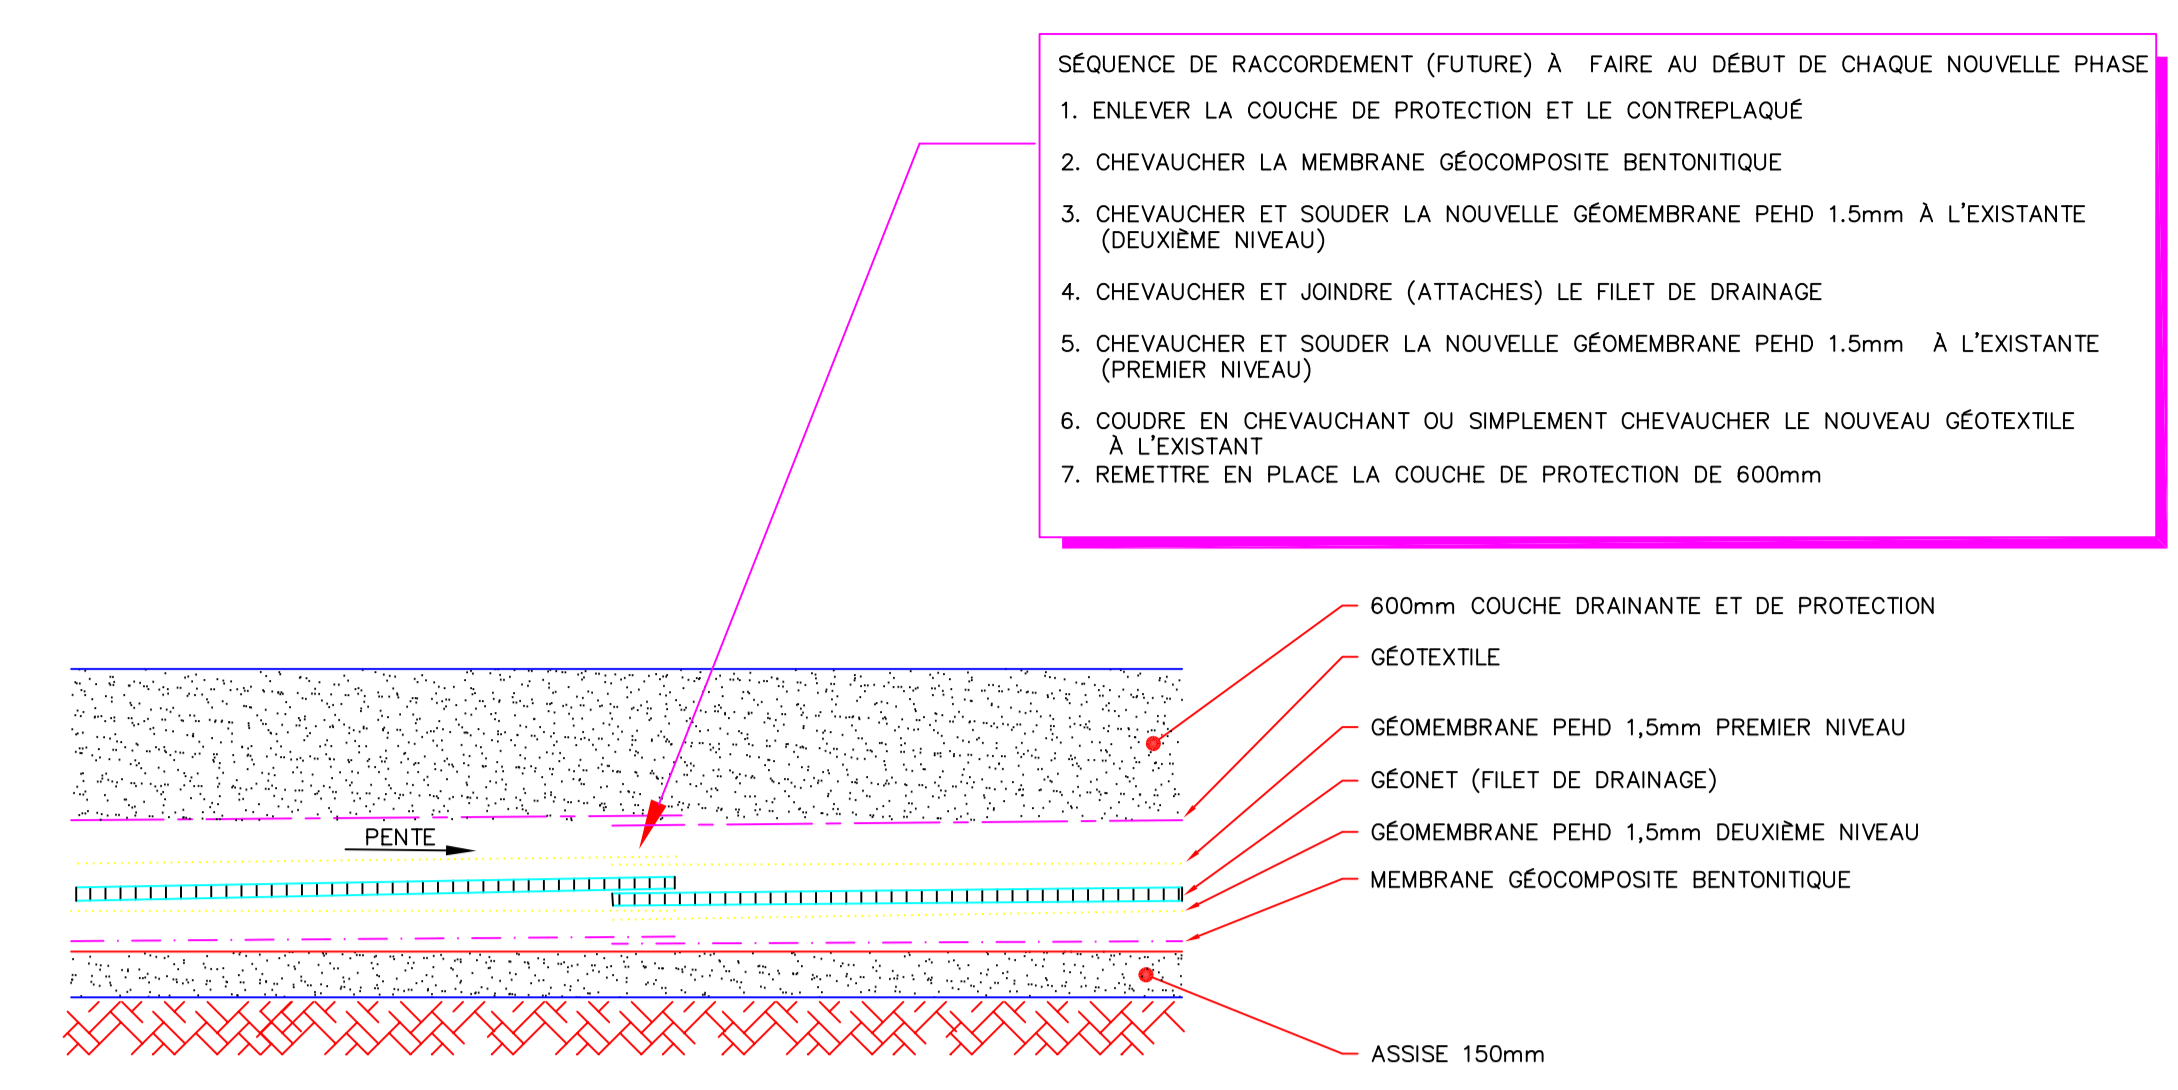 SÉQUENCE DE RACCORDEMENT (FUTURE) À FAIRE AU DÉBUT DE CHAQUE NOUVELLE PHASE
1. ENLEVER LA COUCHE DE PROTECTION ET LE CONTREPLAQUÉ
2. CHEVAUCHER LA MEMBRANE GÉOCOMPOSITE BENTONITIQUE
3. CHEVAUCHER ET SOUDER LA NOUVELLE GÉOMEMBRANE PEHD 1.5mm À L'EXISTANTE
(DEUXIÈME NIVEAU)
4. CHEVAUCHER ET JOINDRE (ATTACHES) LE FILET DE DRAINAGE
5. CHEVAUCHER ET SOUDER LA NOUVELLE GÉOMEMBRANE PEHD 1.5mm À L'EXISTANTE
(PREMIER NIVEAU)
6. COUDRE EN CHEVAUCHANT OU SIMPLEMENT CHEVAUCHER LE NOUVEAU GÉOTEXTILE
À L'EXISTANT
7. REMETTRE EN PLACE LA COUCHE DE PROTECTION DE 600mm
600mm COUCHE DRAINANTE ET DE PROTECTION
GÉOTEXTILE
GÉOMEMBRANE PEHD 1,5mm PREMIER NIVEAU
GÉONET (FILET DE DRAINAGE)
GÉOMEMBRANE PEHD 1,5mm DEUXIÈME NIVEAU
MEMBRANE GÉOCOMPOSITE BENTONITIQUE
PENTE
ASSISE 150mm